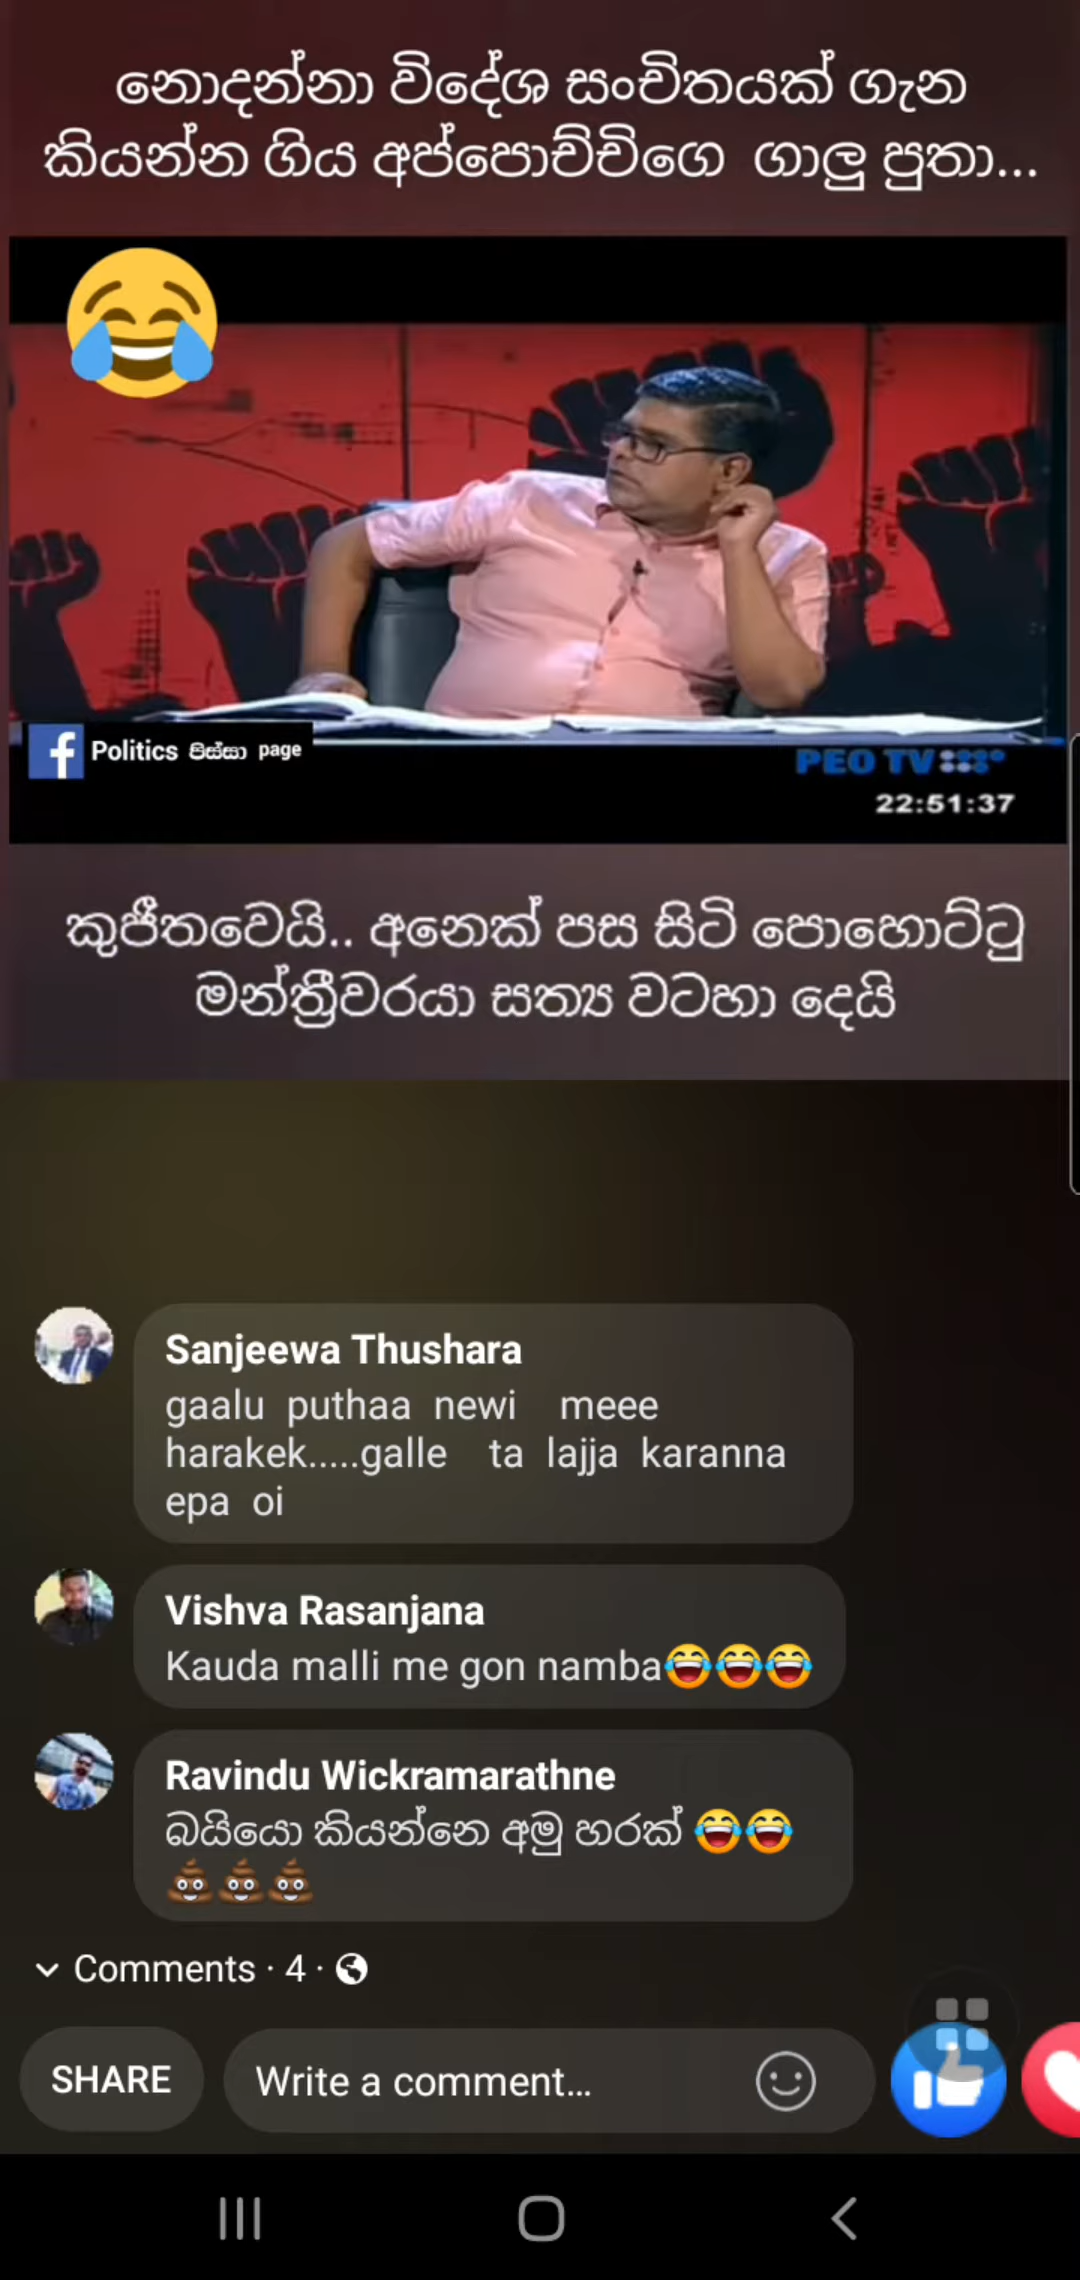 නොදන්නා විදේශ සංචිතයක් ගැන
කියන්න ගිය අප්පොච්චිගෙ ගාලු පුතා...
Politics පිස්සා page
PEO TV
22:51:37
කුජීතවෙයි.. අනෙක් පස සිටි පොහොට්ටු
මන්ත්‍රීවරයා සත්‍ය වටහා දෙයි
Sanjeewa Thushara
gaalu puthaa newi meee
harakek.....galle ta lajja karanna
epa oi
Vishva Rasanjana
Kauda malli me gon namba😂😂😂
Ravindu Wickramarathne
බයියො කියන්නෙ අමු හරක් 😂😂
💩💩💩
Comments · 4 ·
SHARE
Write a comment...